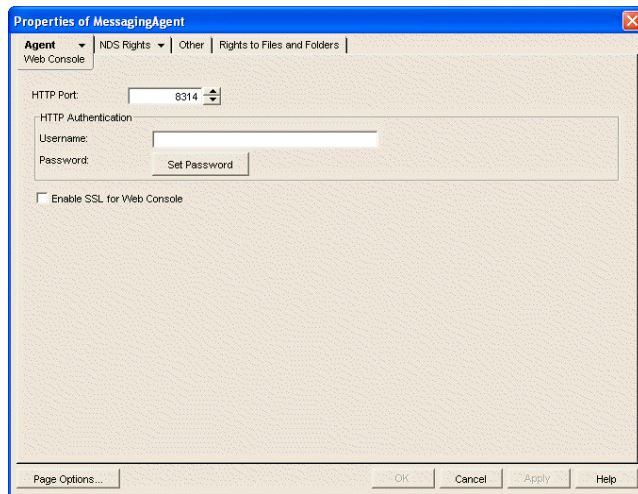 Properties of MessagingAgent
Agent NDS Rights Other Rights to Files and Folders
Web Console
HTTP Port: 8314
HTTP Authentication
Username:
Password: Set Password
Enable SSL for Web Console
Page Options... OK Cancel Apply Help